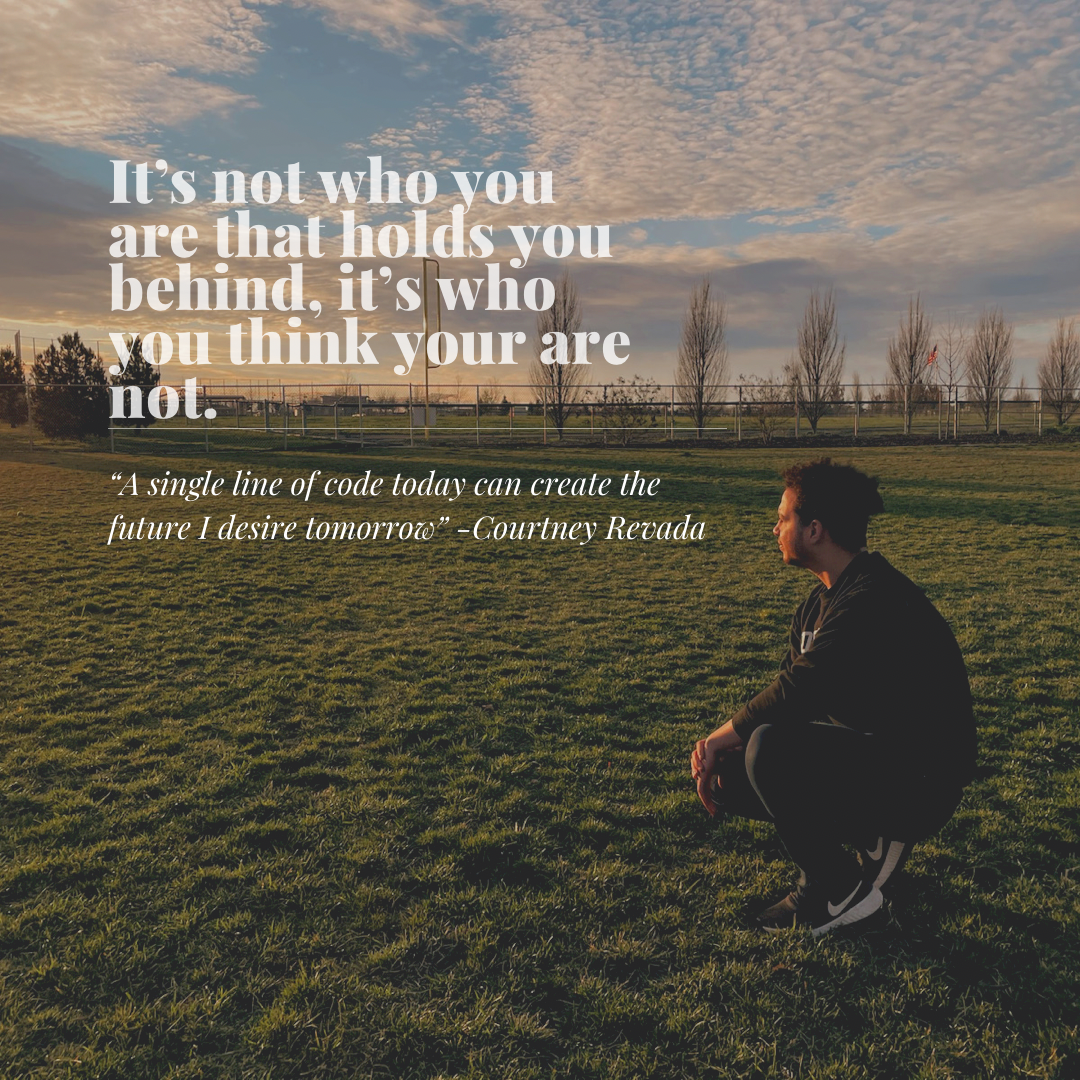 It’s not who you
are that holds you
behind, it’s who
you think your are
not.
“A single line of code today can create the
future I desire tomorrow” -Courtney Revada